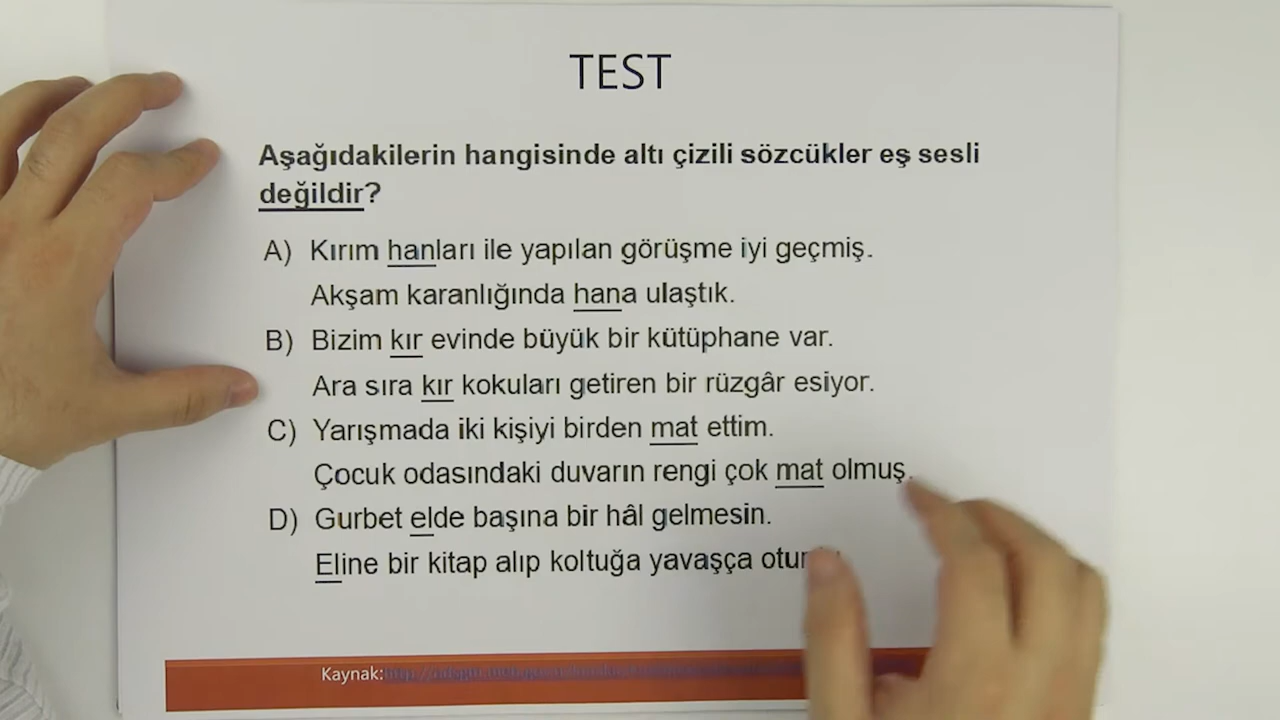 TEST
Aşağıdakilerin hangisinde altı çizili sözcükler eş sesli
değildir?
A) Kırım hanları ile yapılan görüşme iyi geçmiş.
Akşam karanlığında hana ulaştık.
B) Bizim kır evinde büyük bir kütüphane var.
Ara sıra kır kokuları getiren bir rüzgâr esiyor.
C) Yarışmada iki kişiyi birden mat ettim.
Çocuk odasındaki duvarın rengi çok mat olmuş.
D) Gurbet elde başına bir hâl gelmesin.
Eline bir kitap alıp koltuğa yavaşça
Kaynak: